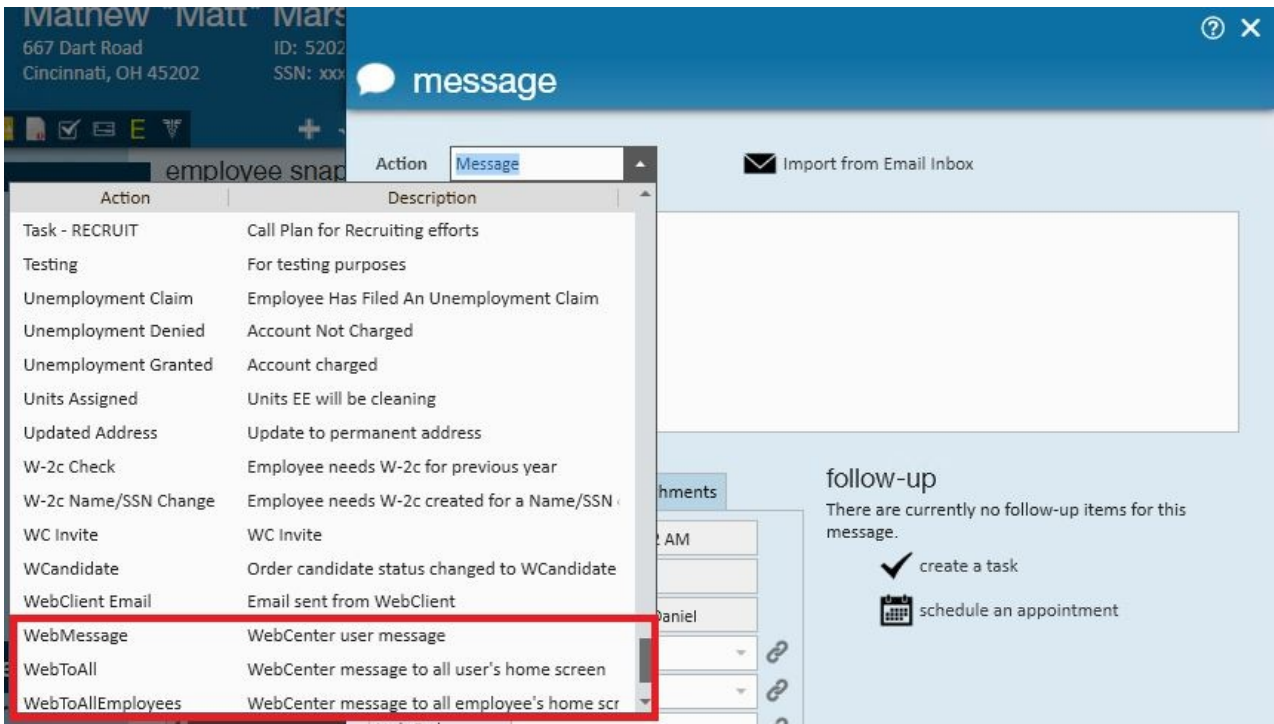 Mathew "Matt" Mars
667 Dart Road ID: 5202
Cincinnati, OH 45202 SSN: xxx
message
E
employee snap
Action Message Import from Email Inbox
Action Description
Task - RECRUIT Call Plan for Recruiting efforts
Testing For testing purposes
Unemployment Claim Employee Has Filed An Unemployment Claim
Unemployment Denied Account Not Charged
Unemployment Granted Account charged
Units Assigned Units EE will be cleaning
Updated Address Update to permanent address
W-2c Check Employee needs W-2c for previous year
W-2c Name/SSN Change Employee needs W-2c created for a Name/SSN
WC Invite WC Invite
WCandidate Order candidate status changed to WCandidate
WebClient Email Email sent from WebClient
WebMessage WebCenter user message
WebToAll WebCenter message to all user's home screen
WebToAllEmployees WebCenter message to all employee's home scr
hments
2 AM
Daniel
follow-up
There are currently no follow-up items for this
message.
create a task
schedule an appointment